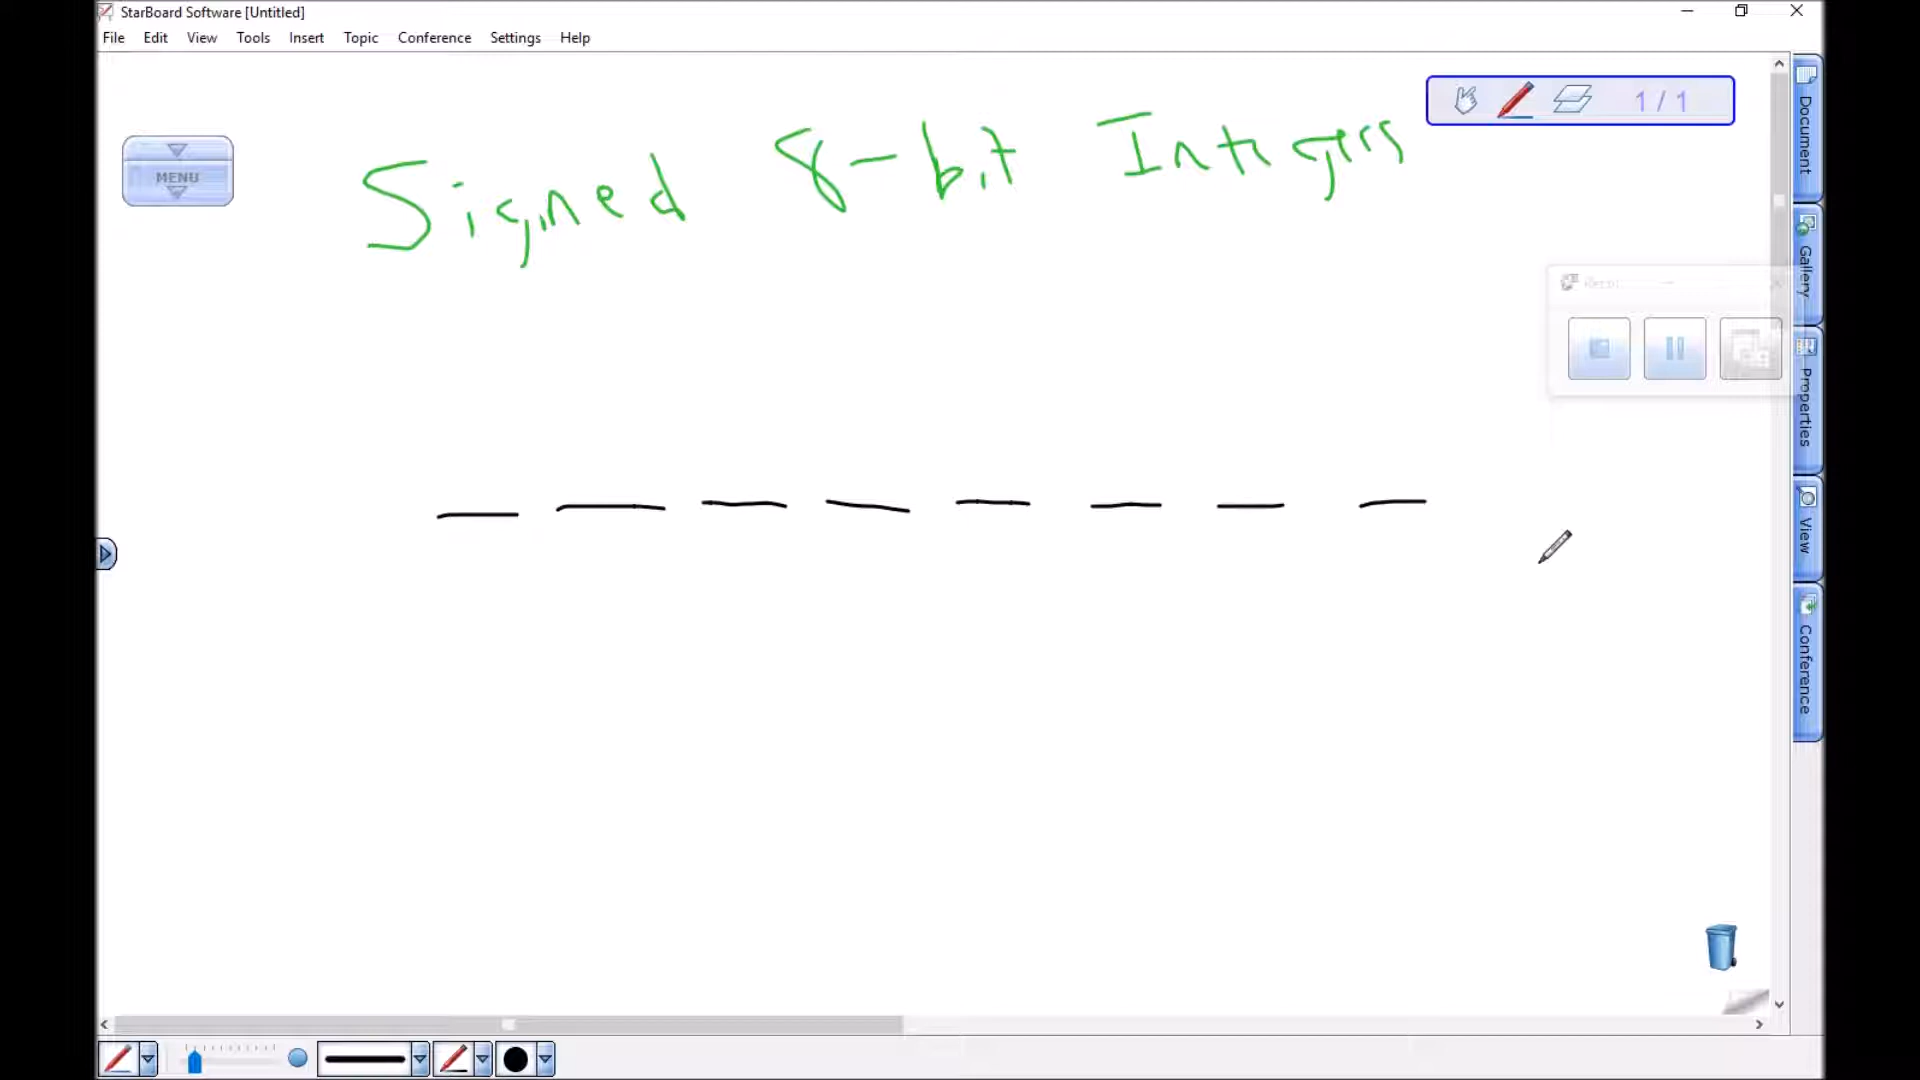 StarBoard Software [Untitled]
File Edit View Tools Insert Topic Conference Settings Help
1 / 1
MENU
Signed 8-bit Integers
Document
Gallery
Properties
View
Conference